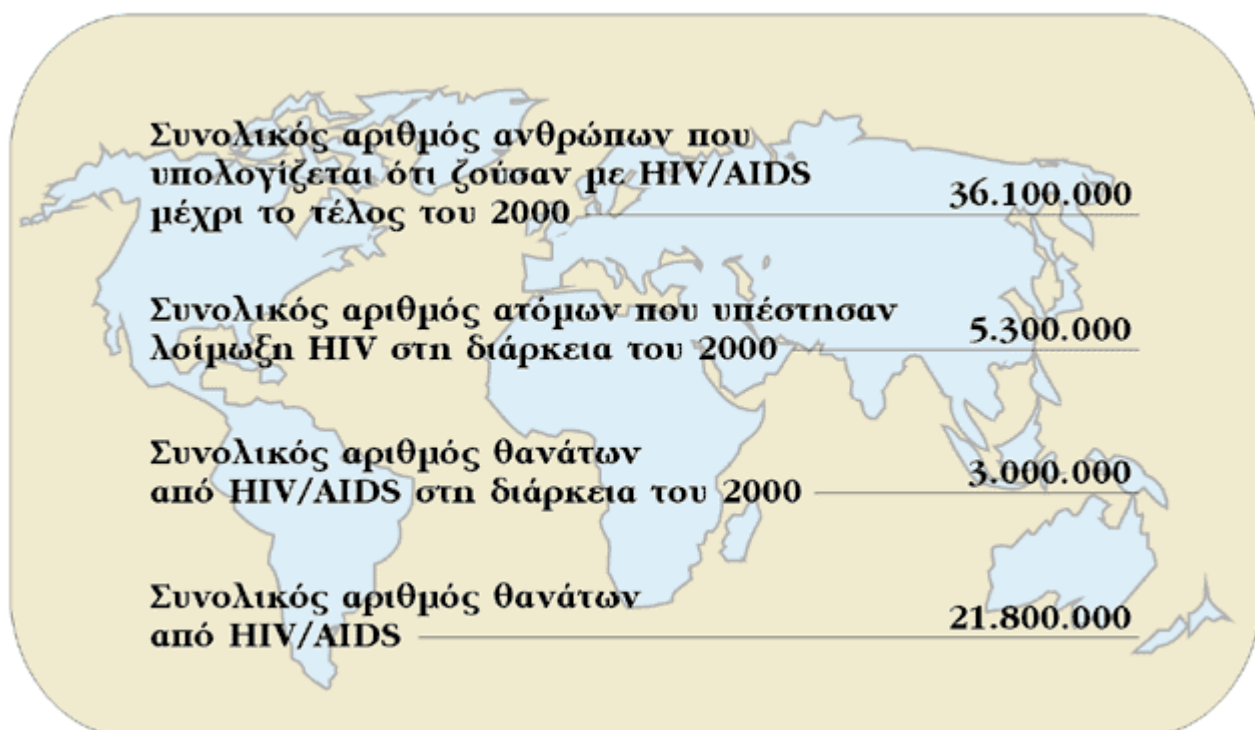 Συνολικός αριθμός ανθρώπων που
υπολογίζεται ότι ζούσαν με HIV/AIDS
μέχρι το τέλος του 2000 36.100.000
Συνολικός αριθμός ατόμων που υπέστησαν
λοίμωξη HIV στη διάρκεια του 2000 5.300.000
Συνολικός αριθμός θανάτων
από HIV/AIDS στη διάρκεια του 2000 3.000.000
Συνολικός αριθμός θανάτων
από HIV/AIDS 21.800.000